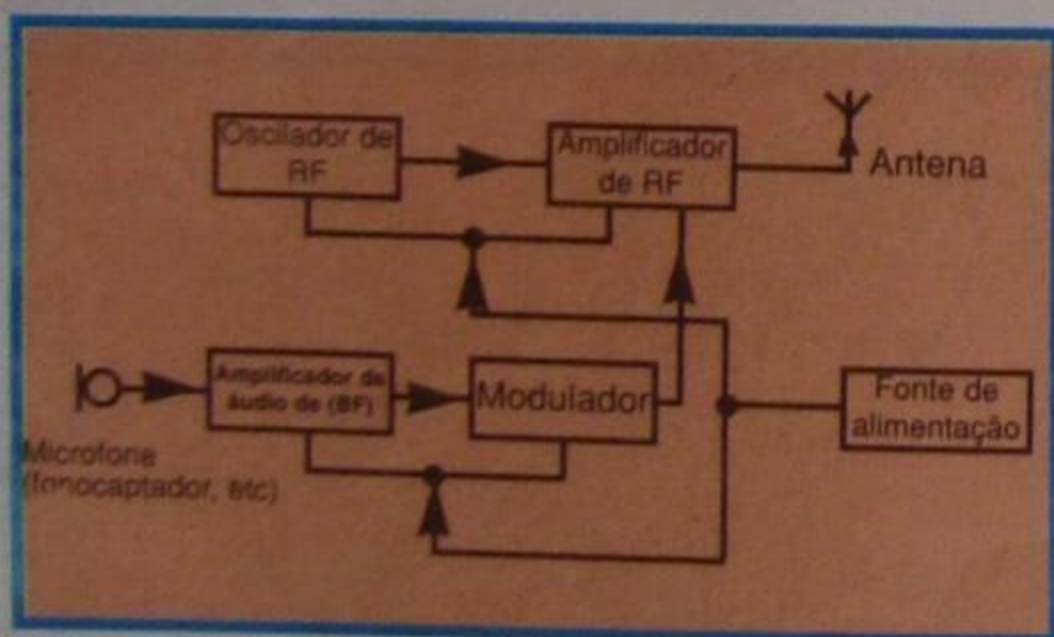 Oscilador de
RF
Amplificador
de RF
Antena
Amplificador de
áudio de (BF)
Modulador
Fonte de
alimentação
Microfone
(fonocaptador, etc)